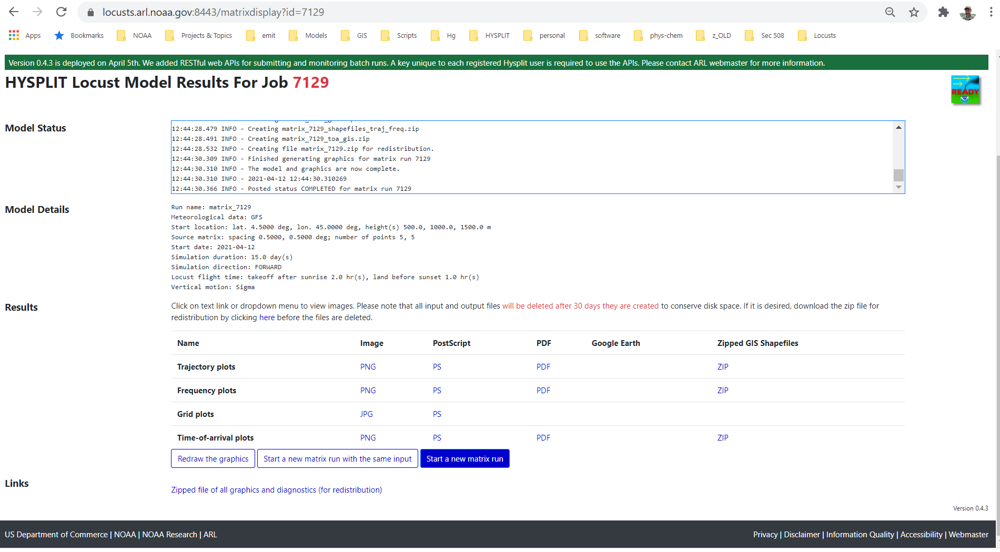 locusts.arl.noaa.gov:8443/matrixdisplay?id=7129
Apps Bookmarks NOAA Projects & Topics emit Models GIS Scripts Hg HYSPLIT personal software phys-chem z_OLD Sec 508 Locusts
Version 0.4.3 is deployed on April 5th. We added RESTful web APIs for submitting and monitoring batch runs. A key unique to each registered Hysplit user is required to use the APIs. Please contact ARL webmaster for more information.
HYSPLIT Locust Model Results For Job 7129
READY
Model Status
12:44:28.479 INFO - Creating matrix_7129_shapefiles_traj_freq.zip
12:44:28.491 INFO - Creating matrix_7129_toa_gis.zip
12:44:28.532 INFO - Creating file matrix_7129.zip for redistribution.
12:44:30.309 INFO - Finished generating graphics for matrix run 7129
12:44:30.310 INFO - The model and graphics are now complete.
12:44:30.310 INFO - 2021-04-12 12:44:30.310269
12:44:30.366 INFO - Posted status COMPLETED for matrix run 7129
Model Details
Run name: matrix_7129
Meteorological data: GFS
Start location: lat. 4.5000 deg, lon. 45.0000 deg, height(s) 500.0, 1000.0, 1500.0 m
Source matrix: spacing 0.5000, 0.5000 deg; number of points 5, 5
Start date: 2021-04-12
Simulation duration: 15.0 day(s)
Simulation direction: FORWARD
Locust flight time: takeoff after sunrise 2.0 hr(s), land before sunset 1.0 hr(s)
Vertical motion: Sigma
Results
Click on text link or dropdown menu to view images. Please note that all input and output files will be deleted after 30 days they are created to conserve disk space. If it is desired, download the zip file for
redistribution by clicking here before the files are deleted.
Name Image PostScript PDF Google Earth Zipped GIS Shapefiles
Trajectory plots PNG PS PDF ZIP
Frequency plots PNG PS PDF ZIP
Grid plots JPG PS
Time-of-arrival plots PNG PS PDF ZIP
Redraw the graphics Start a new matrix run with the same input Start a new matrix run
Links
Zipped file of all graphics and diagnostics (for redistribution)
Version 0.4.3
US Department of Commerce | NOAA | NOAA Research | ARL Privacy | Disclaimer | Information Quality | Accessibility | Webmaster